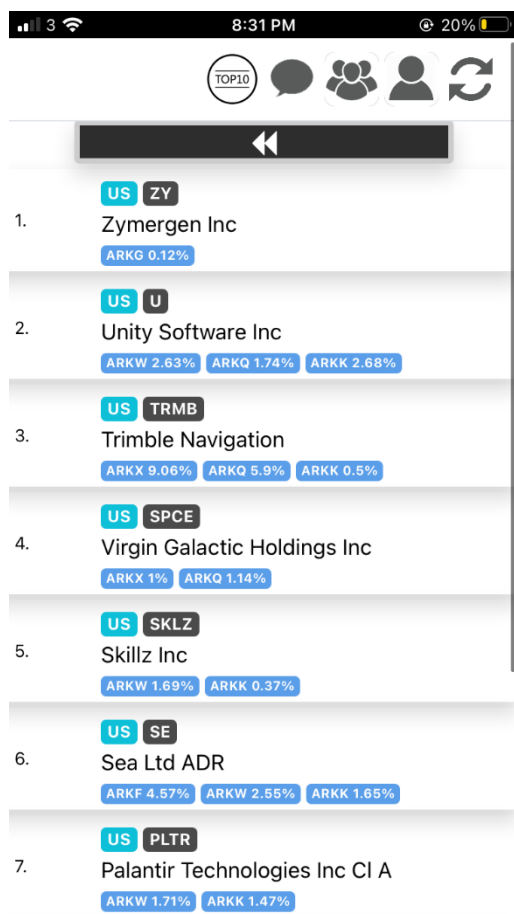 3 8:31 PM 20%
TOP10
US ZY
1.
Zymergen Inc
ARKG 0.12%
US U
2.
Unity Software Inc
ARKW 2.63% ARKQ 1.74% ARKK 2.68%
US TRMB
3.
Trimble Navigation
ARKX 9.06% ARKQ 5.9% ARKK 0.5%
US SPCE
4.
Virgin Galactic Holdings Inc
ARKX 1% ARKQ 1.14%
US SKLZ
5.
Skillz Inc
ARKW 1.69% ARKK 0.37%
US SE
6.
Sea Ltd ADR
ARKF 4.57% ARKW 2.55% ARKK 1.65%
US PLTR
7.
Palantir Technologies Inc Cl A
ARKW 1.71% ARKK 1.47%